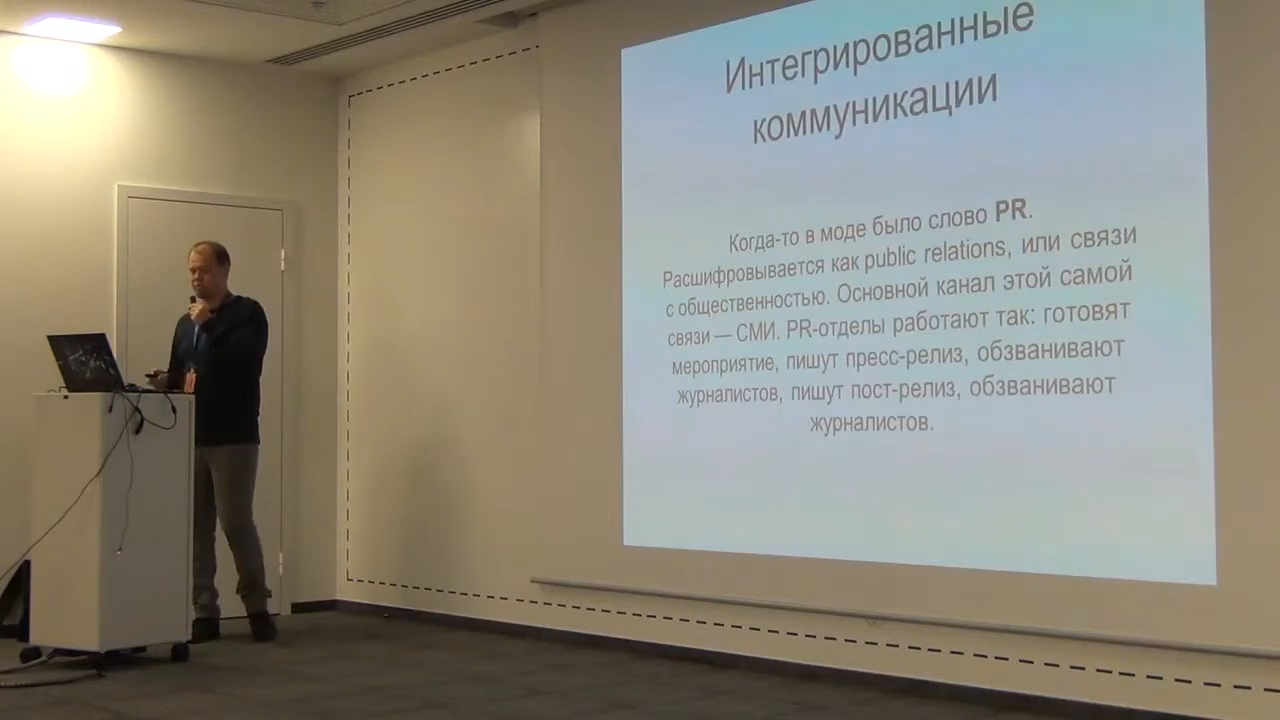 Интегрированные
коммуникации
Когда-то в моде было слово PR.
Расшифровывается как public relations, или связи
с общественностью. Основной канал этой самой
связи — СМИ. PR-отделы работают так: готовят
мероприятие, пишут пресс-релиз, обзванивают
журналистов, пишут пост-релиз, обзванивают
журналистов.